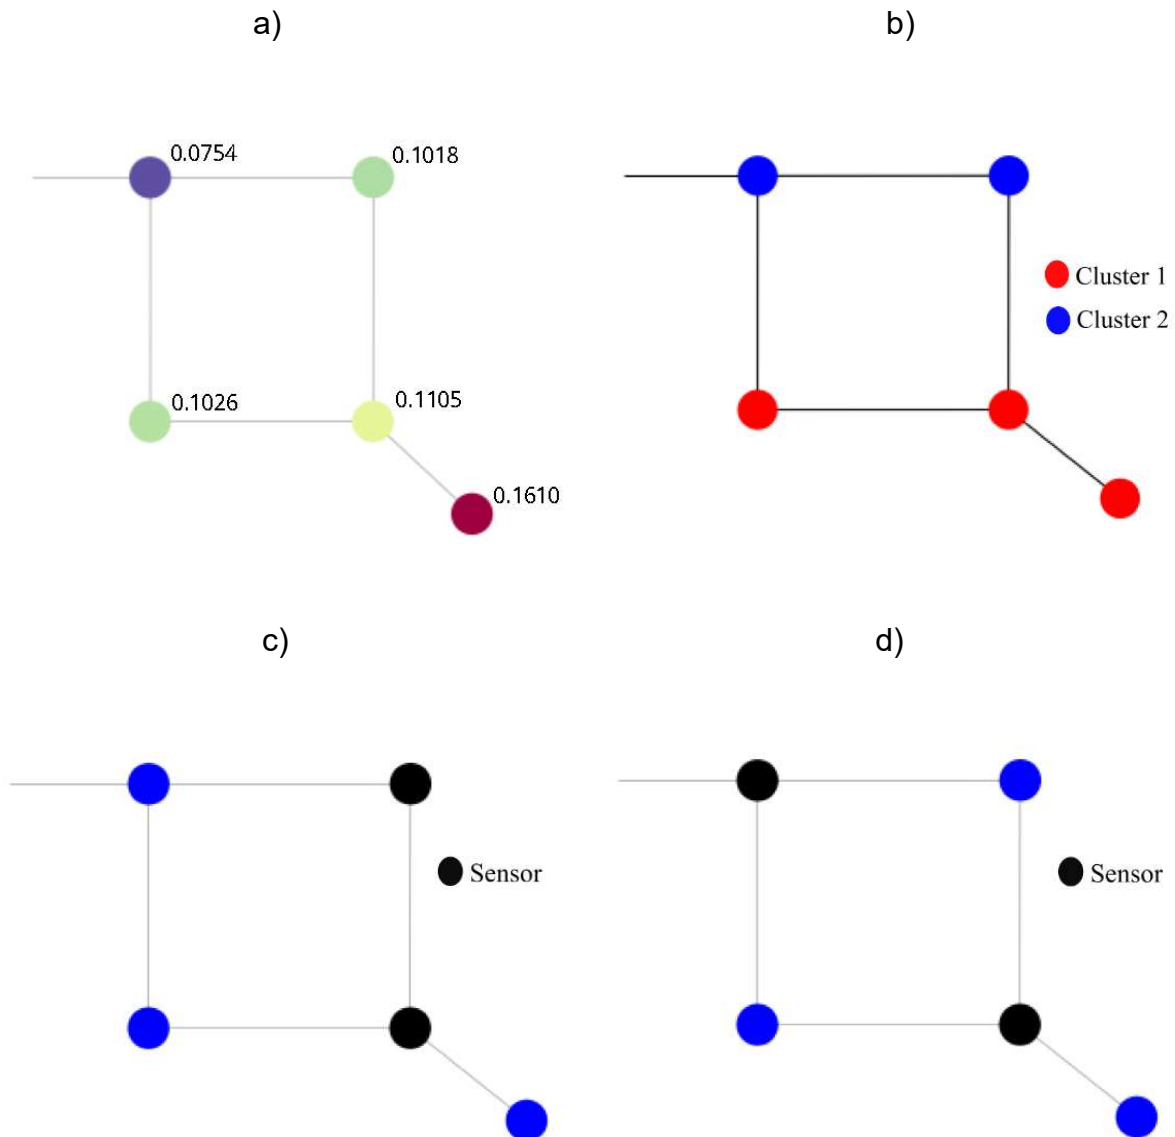 a)
b)
0.0754
0.1018
0.1026
0.1105
0.1610
Cluster 1
Cluster 2
c)
d)
Sensor
Sensor